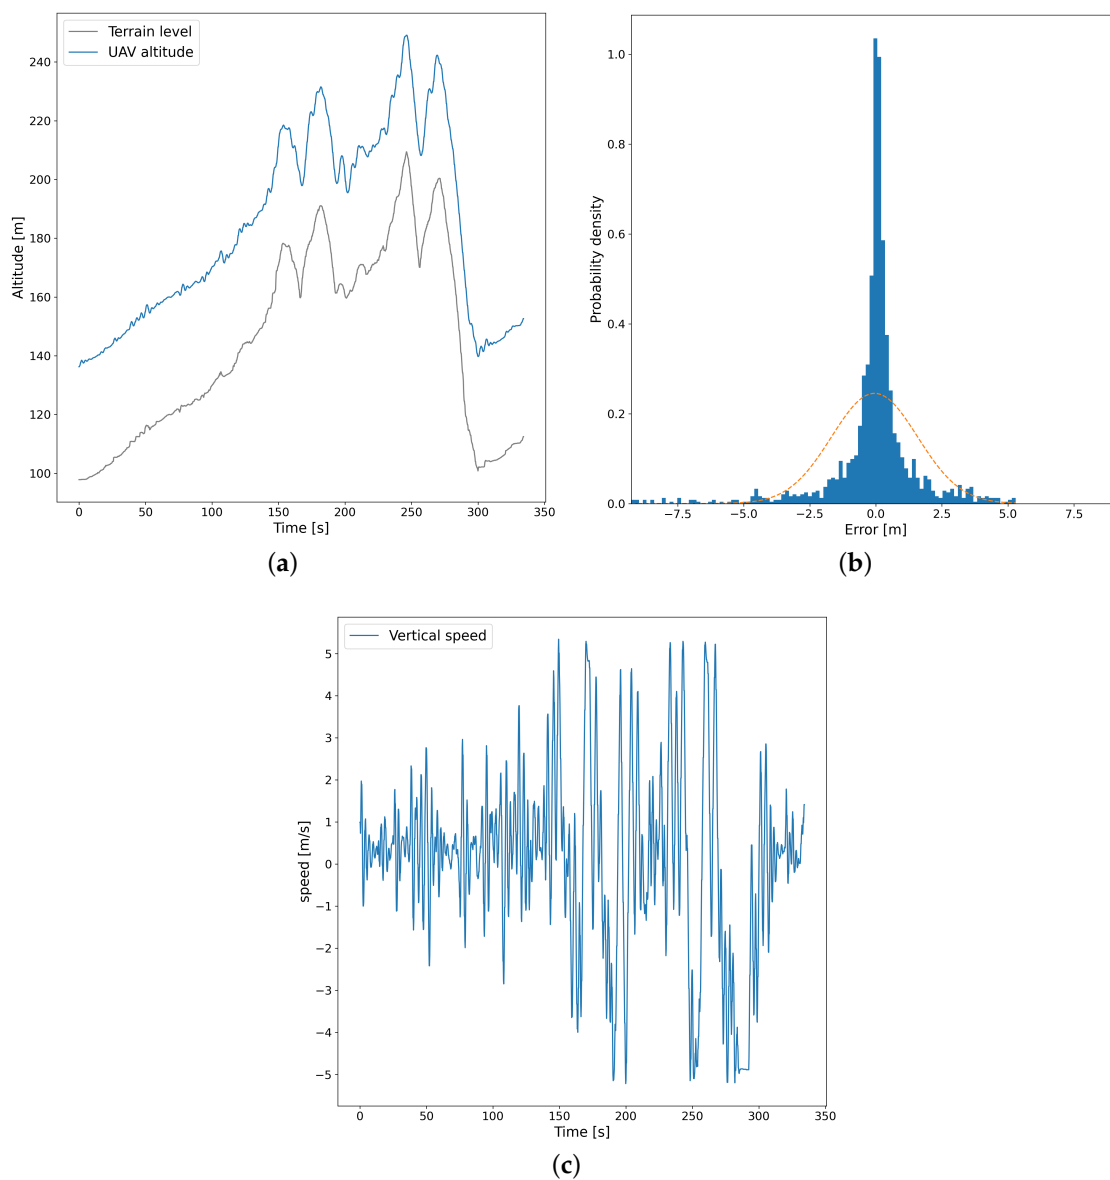 Terrain level
UAV altitude
240
220
200
180
160
140
120
100
Altitude [m]
0 50 100 150 200 250 300 350
Time [s]
(a)
1.0
0.8
0.6
0.4
0.2
0.0
Probability density
−7.5 −5.0 −2.5 0.0 2.5 5.0 7.5
Error [m]
(b)
Vertical speed
5
4
3
2
1
0
−1
−2
−3
−4
−5
speed [m/s]
0 50 100 150 200 250 300 350
Time [s]
(c)